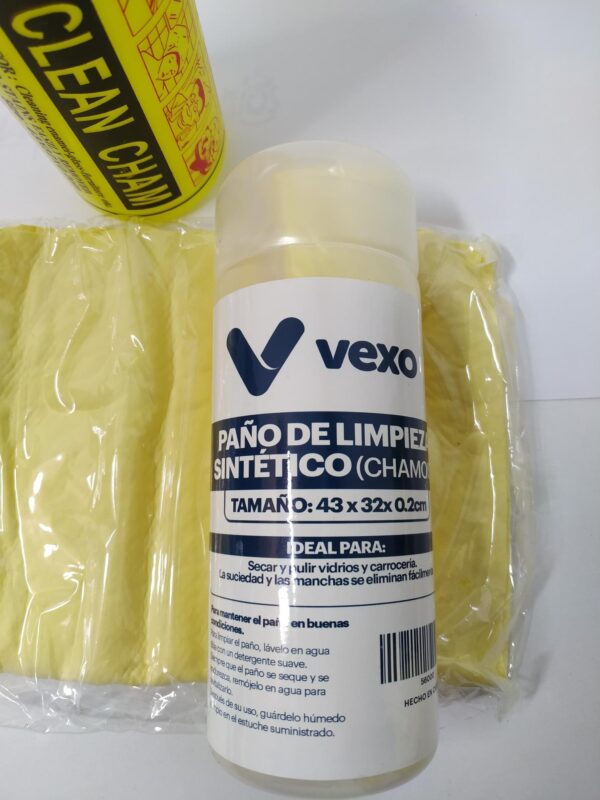 CLEAN CHAM
vexo
PAÑO DE LIMPIEZ
SINTÉTICO (CHAMO
TAMAÑO: 43 x 32x 0.2cm
IDEAL PARA:
Secar y pulir vidrios y carrocería.
La suciedad y las manchas se eliminan fácilmente
Para mantener el paño en buenas
condiciones.
Para limpiar el paño, lávelo en agua
con un detergente suave.
Siempre que el paño se seque y se
remójelo en agua para
de su uso, guárdelo húmedo
en el estuche suministrado.
HECHO EN